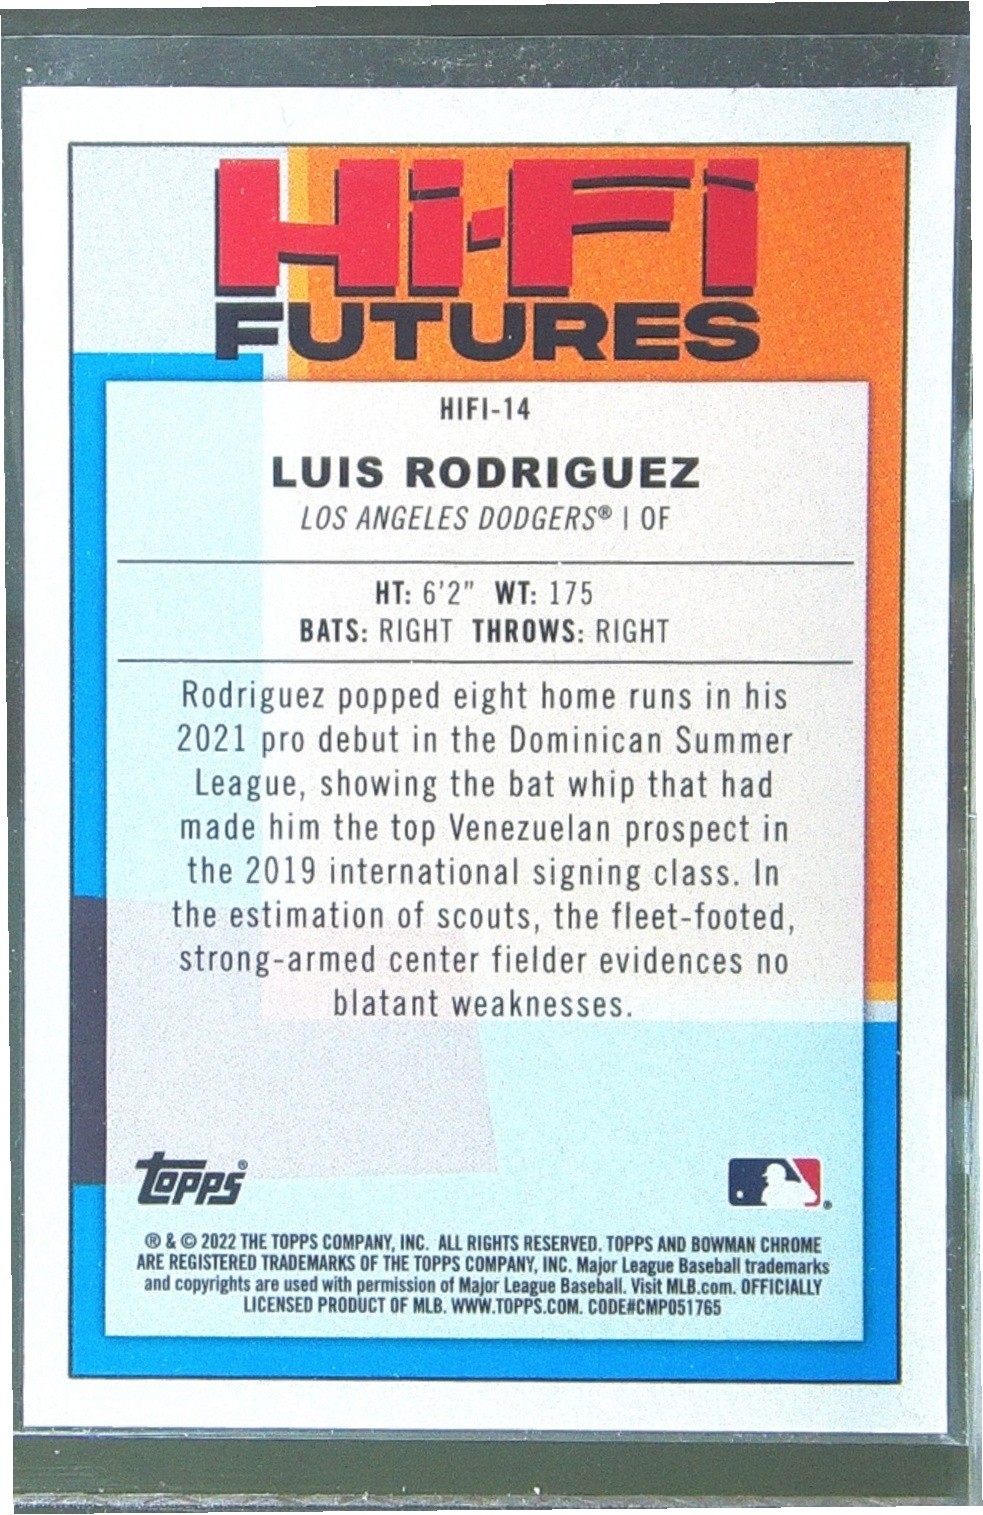 Hi-Fi
FUTURES
HIFI-14
LUIS RODRIGUEZ
LOS ANGELES DODGERS® | OF
HT: 6'2" WT: 175
BATS: RIGHT THROWS: RIGHT
Rodriguez popped eight home runs in his
2021 pro debut in the Dominican Summer
League, showing the bat whip that had
made him the top Venezuelan prospect in
the 2019 international signing class. In
the estimation of scouts, the fleet-footed,
strong-armed center fielder evidences no
blatant weaknesses.
TOPPS®
® & © 2022 THE TOPPS COMPANY, INC. ALL RIGHTS RESERVED. TOPPS AND BOWMAN CHROME
ARE REGISTERED TRADEMARKS OF THE TOPPS COMPANY, INC. Major League Baseball trademarks
and copyrights are used with permission of Major League Baseball. Visit MLB.com. OFFICIALLY
LICENSED PRODUCT OF MLB. WWW.TOPPS.COM. CODE#CMP051765